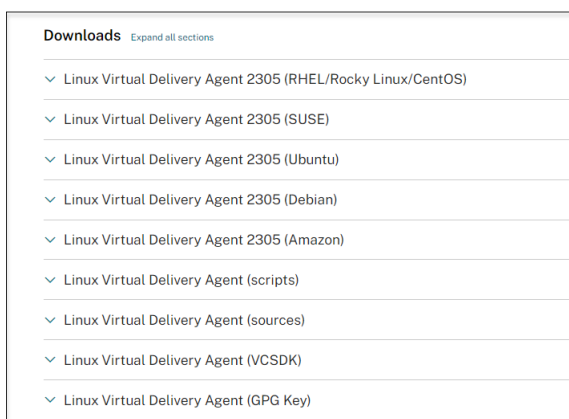 Downloads Expand all sections
Linux Virtual Delivery Agent 2305 (RHEL/Rocky Linux/CentOS)
Linux Virtual Delivery Agent 2305 (SUSE)
Linux Virtual Delivery Agent 2305 (Ubuntu)
Linux Virtual Delivery Agent 2305 (Debian)
Linux Virtual Delivery Agent 2305 (Amazon)
Linux Virtual Delivery Agent (scripts)
Linux Virtual Delivery Agent (sources)
Linux Virtual Delivery Agent (VCSDK)
Linux Virtual Delivery Agent (GPG Key)